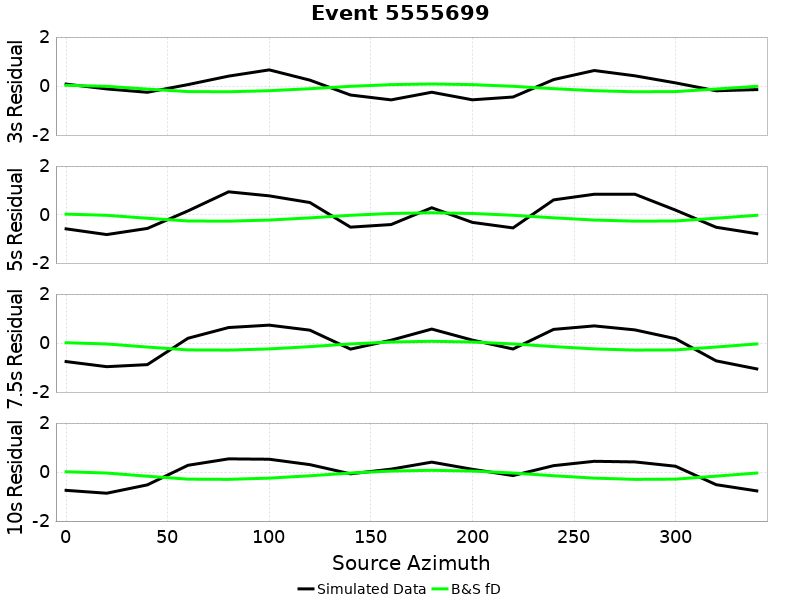 Event 5555699
3s Residual
2
0
-2
5s Residual
2
0
-2
7.5s Residual
2
0
-2
10s Residual
2
0
-2
0 50 100 150 200 250 300
Source Azimuth
Simulated Data B&S fD